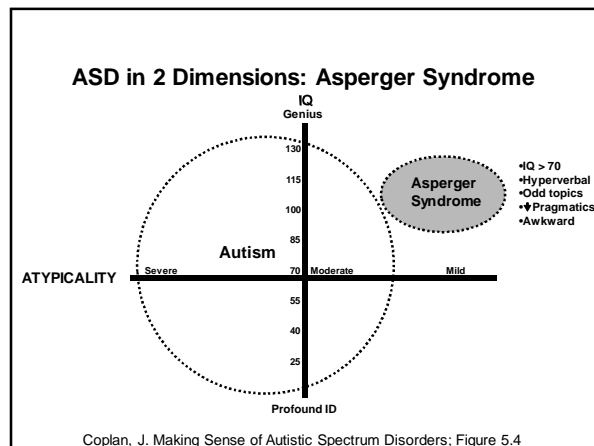 ASD in 2 Dimensions: Asperger Syndrome
IQ
Genius
130
115
100
85
70
55
40
25
Profound ID
Autism
ATYPICALITY
Severe
Moderate
Mild
Asperger
Syndrome
•IQ > 70
•Hyperverbal
•Odd topics
•↓Pragmatics
•Awkward
Coplan, J. Making Sense of Autistic Spectrum Disorders; Figure 5.4